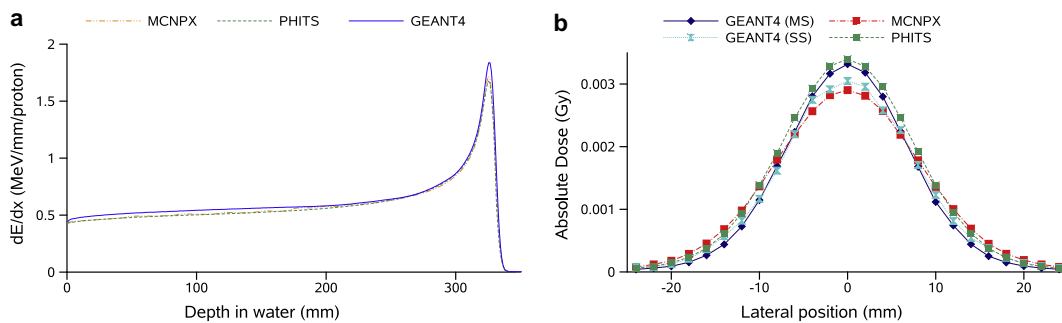 a
MCNPX PHITS GEANT4
2
1.5
1
0.5
0
0 100 200 300
dE/dx (MeV/mm/proton)
Depth in water (mm)
b
GEANT4 (MS) MCNPX
GEANT4 (SS) PHITS
0.003
0.002
0.001
0
-20 -10 0 10 20
Absolute Dose (Gy)
Lateral position (mm)